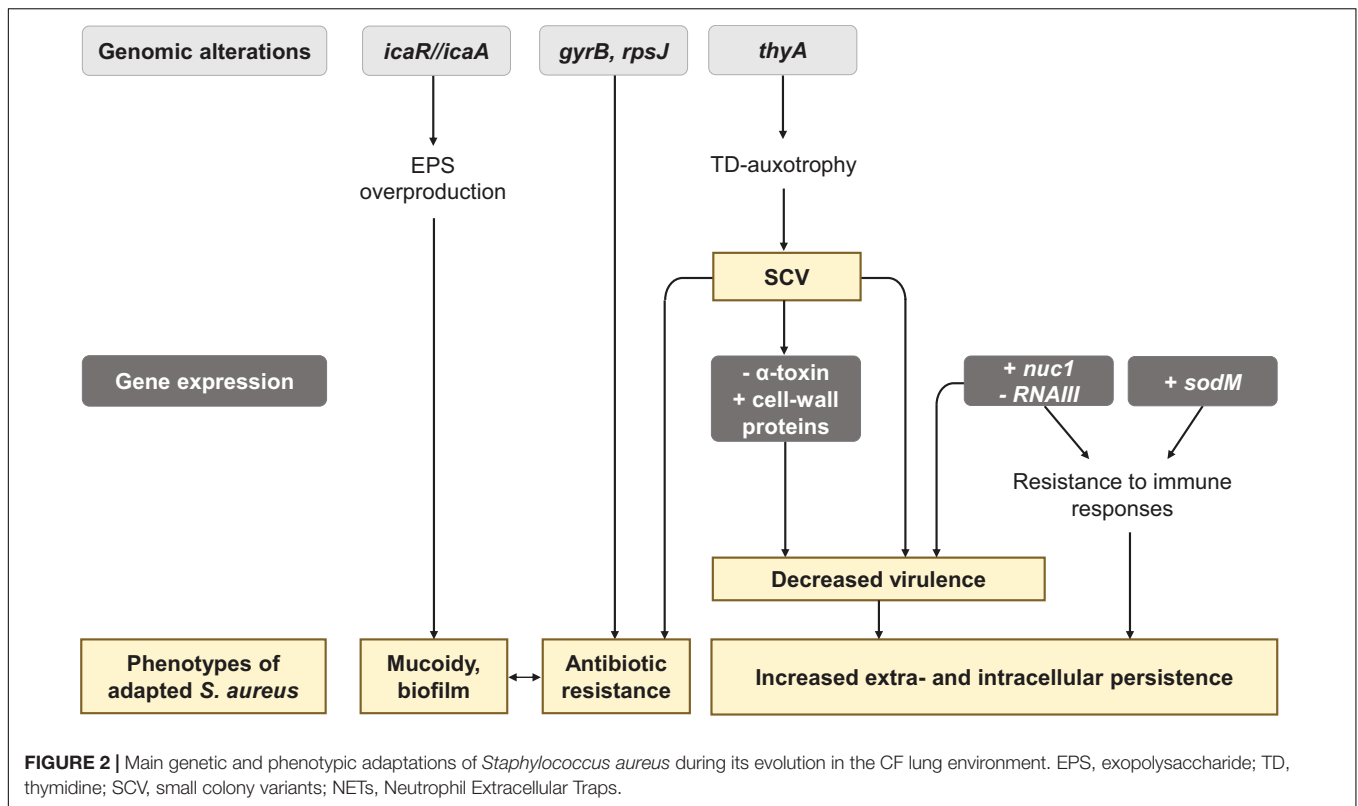 Genomic alterations
icaR//icaA
gyrB, rpsJ
thyA
EPS
overproduction
TD-auxotrophy
SCV
Gene expression
- α-toxin
+ cell-wall
proteins
+ nuc1
- RNAIII
+ sodM
Resistance to immune
responses
Decreased virulence
Phenotypes of
adapted S. aureus
Mucoidy,
biofilm
Antibiotic
resistance
Increased extra- and intracellular persistence
FIGURE 2 | Main genetic and phenotypic adaptations of Staphylococcus aureus during its evolution in the CF lung environment. EPS, exopolysaccharide; TD,
thymidine; SCV, small colony variants; NETs, Neutrophil Extracellular Traps.